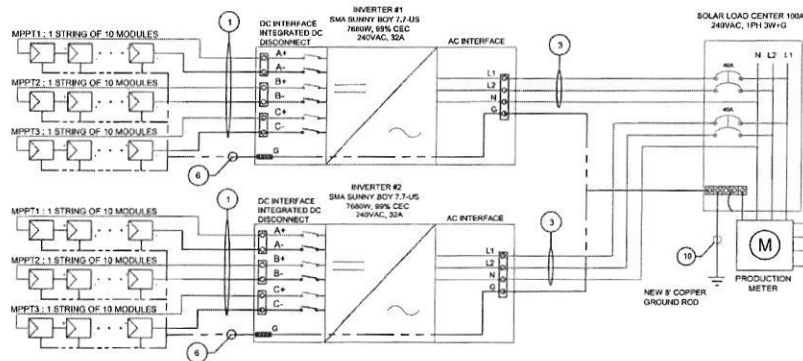 1
INVERTER #1
SMA SUNNY BOY 7.7-US
7680W, 99% CEC
240VAC, 32A
DC INTERFACE
INTEGRATED DC
DISCONNECT
AC INTERFACE
3
SOLAR LOAD CENTER 100A
240VAC, 1PH 3W+G
N L2 L1
MPPT1 : 1 STRING OF 10 MODULES
MPPT2 : 1 STRING OF 10 MODULES
MPPT3 : 1 STRING OF 10 MODULES
A+
A-
B+
B-
C+
C-
G
L1
L2
N
G
40A
40A
6
1
INVERTER #2
SMA SUNNY BOY 7.7-US
7680W, 99% CEC
240VAC, 32A
DC INTERFACE
INTEGRATED DC
DISCONNECT
AC INTERFACE
3
MPPT1 : 1 STRING OF 10 MODULES
MPPT2 : 1 STRING OF 10 MODULES
MPPT3 : 1 STRING OF 10 MODULES
A+
A-
B+
B-
C+
C-
G
L1
L2
N
G
6
10
M
NEW 8' COPPER
GROUND ROD
PRODUCTION
METER